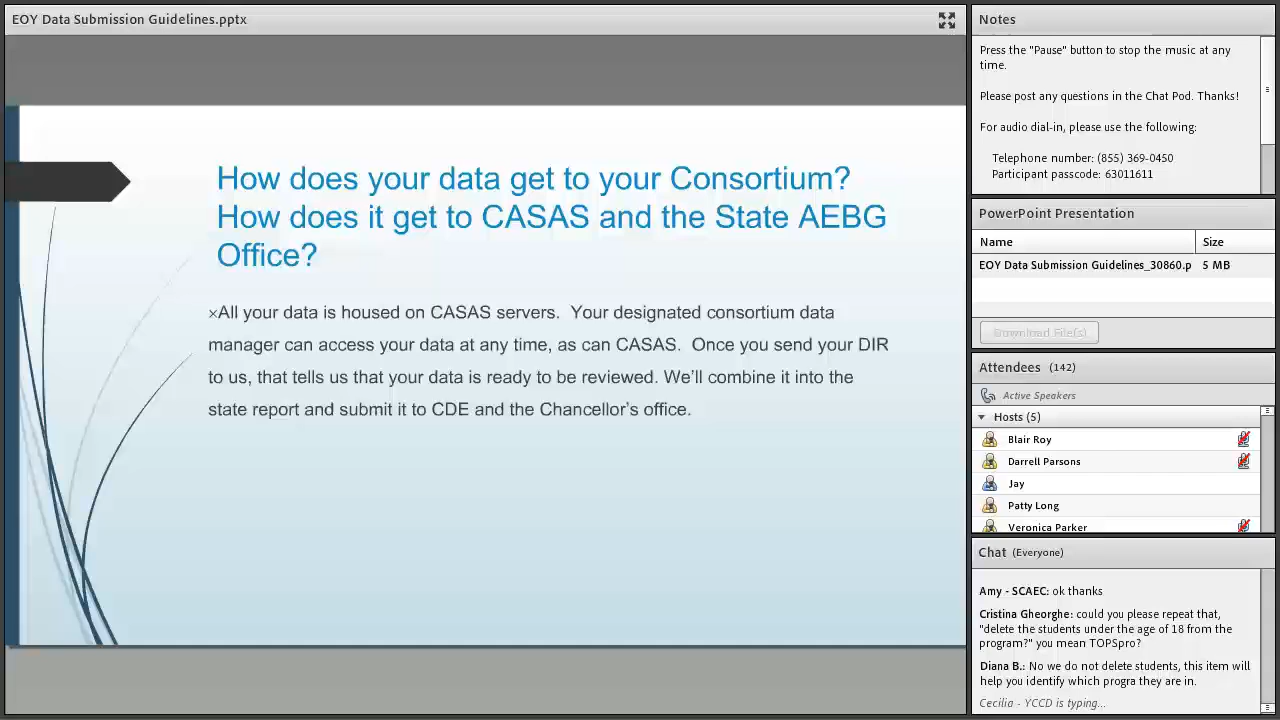 EOY Data Submission Guidelines.pptx
How does your data get to your Consortium?
How does it get to CASAS and the State AEBG
Office?
×All your data is housed on CASAS servers.  Your designated consortium data
manager can access your data at any time, as can CASAS.  Once you send your DIR
to us, that tells us that your data is ready to be reviewed. We'll combine it into the
state report and submit it to CDE and the Chancellor's office.
Notes
Press the "Pause" button to stop the music at any
time.
Please post any questions in the Chat Pod. Thanks!
For audio dial-in, please use the following:
Telephone number: (855) 369-0450
Participant passcode: 63011611
PowerPoint Presentation
Name Size
EOY Data Submission Guidelines_30860.p 5 MB
Download File(s)
Attendees (142)
Active Speakers
Hosts (5)
Blair Roy
Darrell Parsons
Jay
Patty Long
Veronica Parker
Chat (Everyone)
Amy - SCAEC: ok thanks
Cristina Gheorghe: could you please repeat that,
"delete the students under the age of 18 from the
program?" you mean TOPSpro?
Diana B.: No we do not delete students, this item will
help you identify which progra they are in.
Cecilia - YCCD is typing...